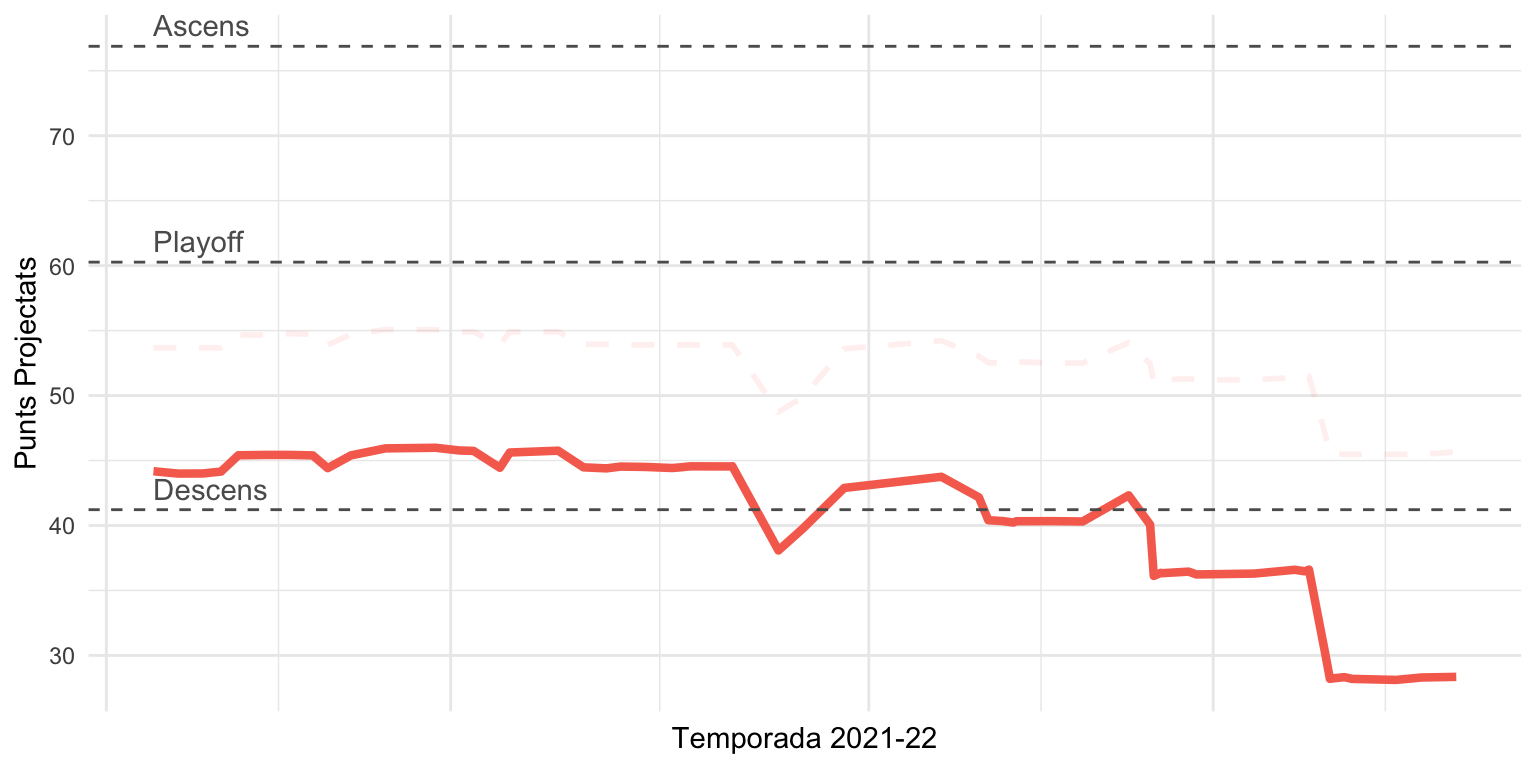 Ascens
70
Playoff
60
50
Descens
40
30
Punts Projectats
Temporada 2021-22